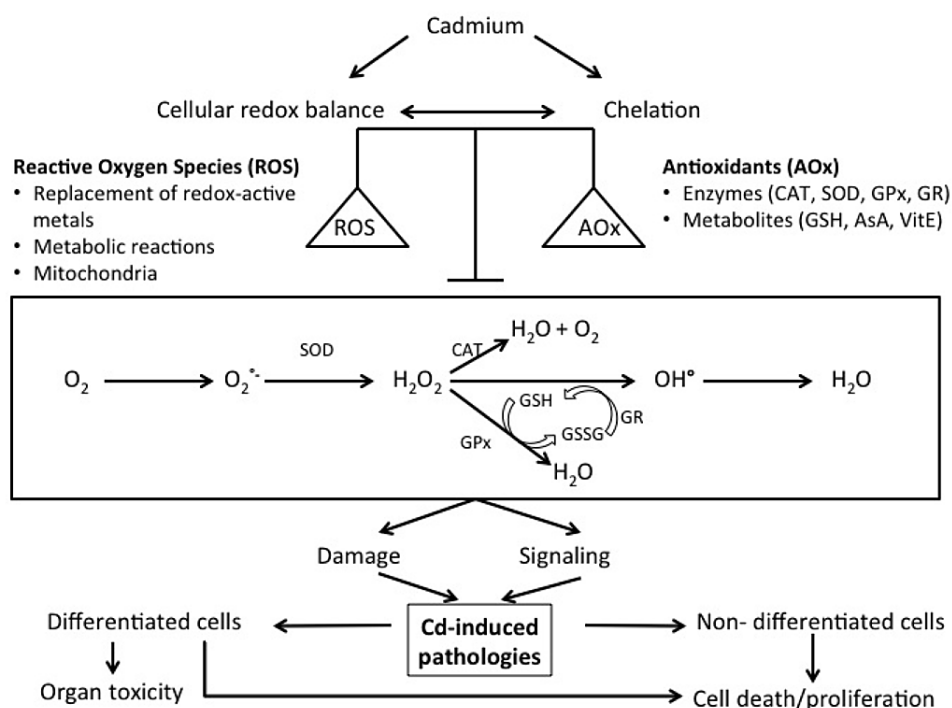 Cadmium
Cellular redox balance
Chelation
Reactive Oxygen Species (ROS)
• Replacement of redox-active
metals
• Metabolic reactions
• Mitochondria
ROS
AOx
Antioxidants (AOx)
• Enzymes (CAT, SOD, GPx, GR)
• Metabolites (GSH, AsA, VitE)
O₂
O₂°⁻
SOD
H₂O₂
CAT
H₂O + O₂
OH°
H₂O
GSH
GR
GSSG
GPx
H₂O
Damage
Signaling
Differentiated cells
Cd-induced
pathologies
Non- differentiated cells
Organ toxicity
Cell death/proliferation